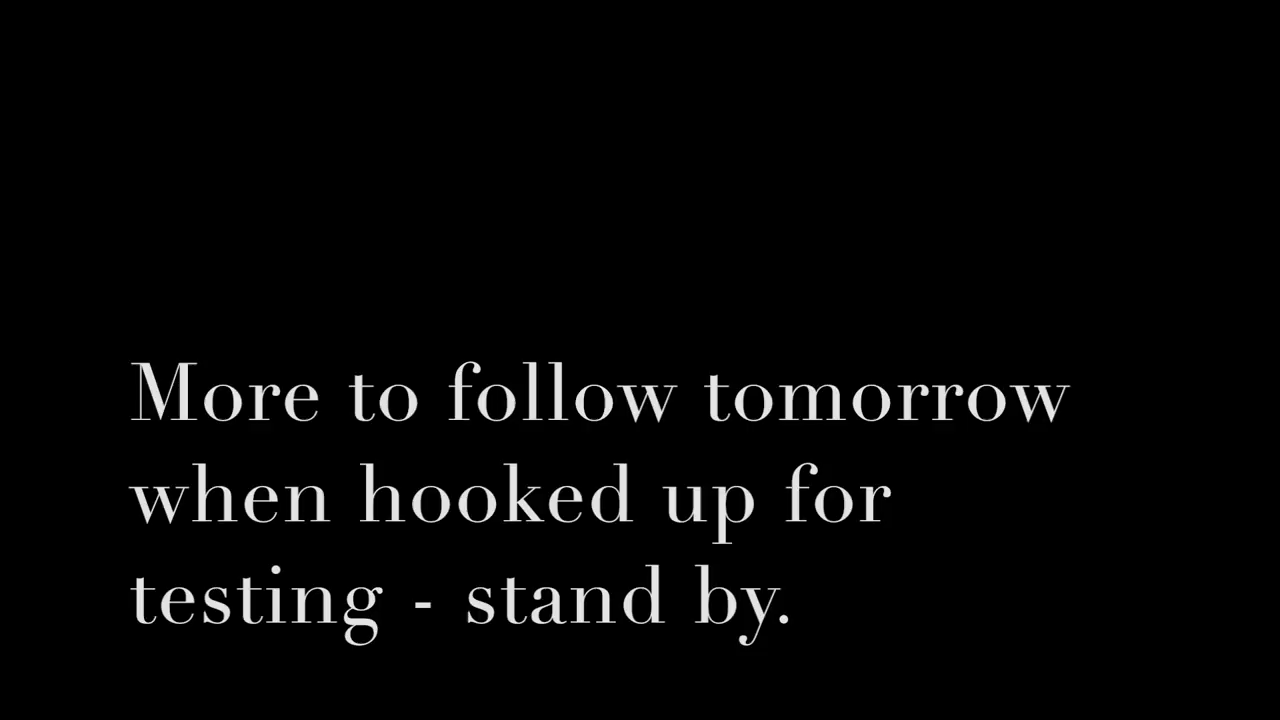 More to follow tomorrow
when hooked up for
testing - stand by.